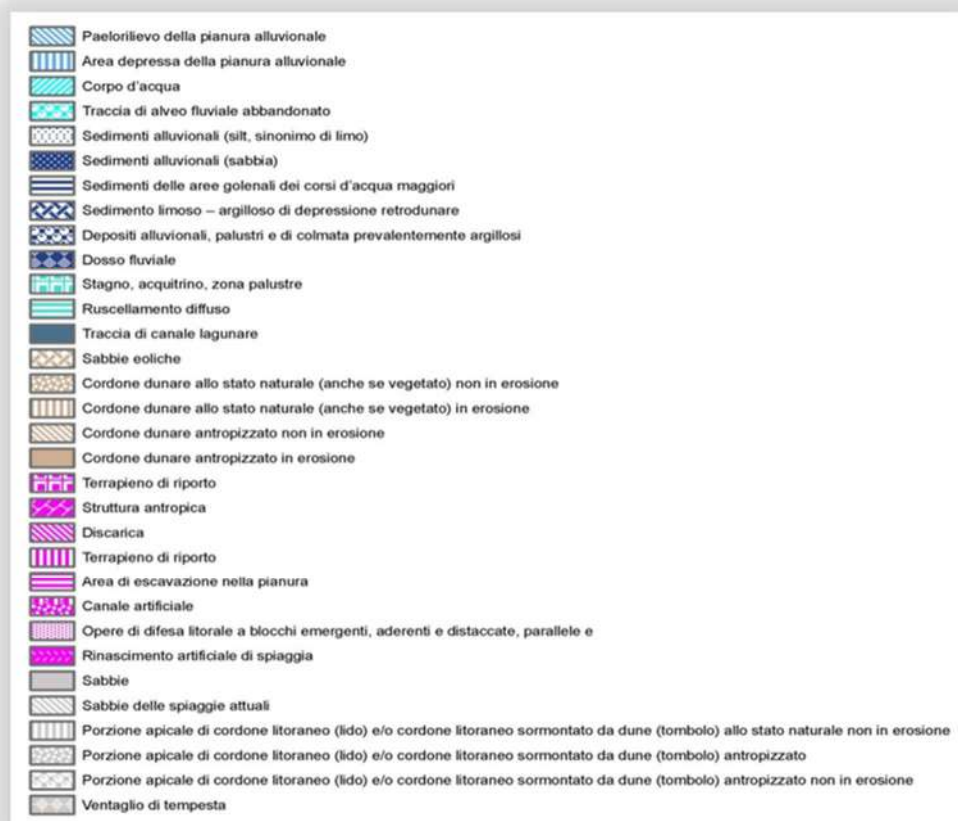 Paelorilievo della pianura alluvionale
Area depressa della pianura alluvionale
Corpo d'acqua
Traccia di alveo fluviale abbandonato
Sedimenti alluvionali (silt, sinonimo di limo)
Sedimenti alluvionali (sabbia)
Sedimenti delle aree golenali dei corsi d'acqua maggiori
Sedimento limoso – argilloso di depressione retrodunare
Depositi alluvionali, palustri e di colmata prevalentemente argillosi
Dosso fluviale
Stagno, acquitrino, zona palustre
Ruscellamento diffuso
Traccia di canale lagunare
Sabbie eoliche
Cordone dunare allo stato naturale (anche se vegetato) non in erosione
Cordone dunare allo stato naturale (anche se vegetato) in erosione
Cordone dunare antropizzato non in erosione
Cordone dunare antropizzato in erosione
Terrapieno di riporto
Struttura antropica
Discarica
Terrapieno di riporto
Area di escavazione nella pianura
Canale artificiale
Opere di difesa litorale a blocchi emergenti, aderenti e distaccate, parallele e
Rinascimento artificiale di spiaggia
Sabbie
Sabbie delle spiaggie attuali
Porzione apicale di cordone litoraneo (lido) e/o cordone litoraneo sormontato da dune (tombolo) allo stato naturale non in erosione
Porzione apicale di cordone litoraneo (lido) e/o cordone litoraneo sormontato da dune (tombolo) antropizzato
Porzione apicale di cordone litoraneo (lido) e/o cordone litoraneo sormontato da dune (tombolo) antropizzato non in erosione
Ventaglio di tempesta